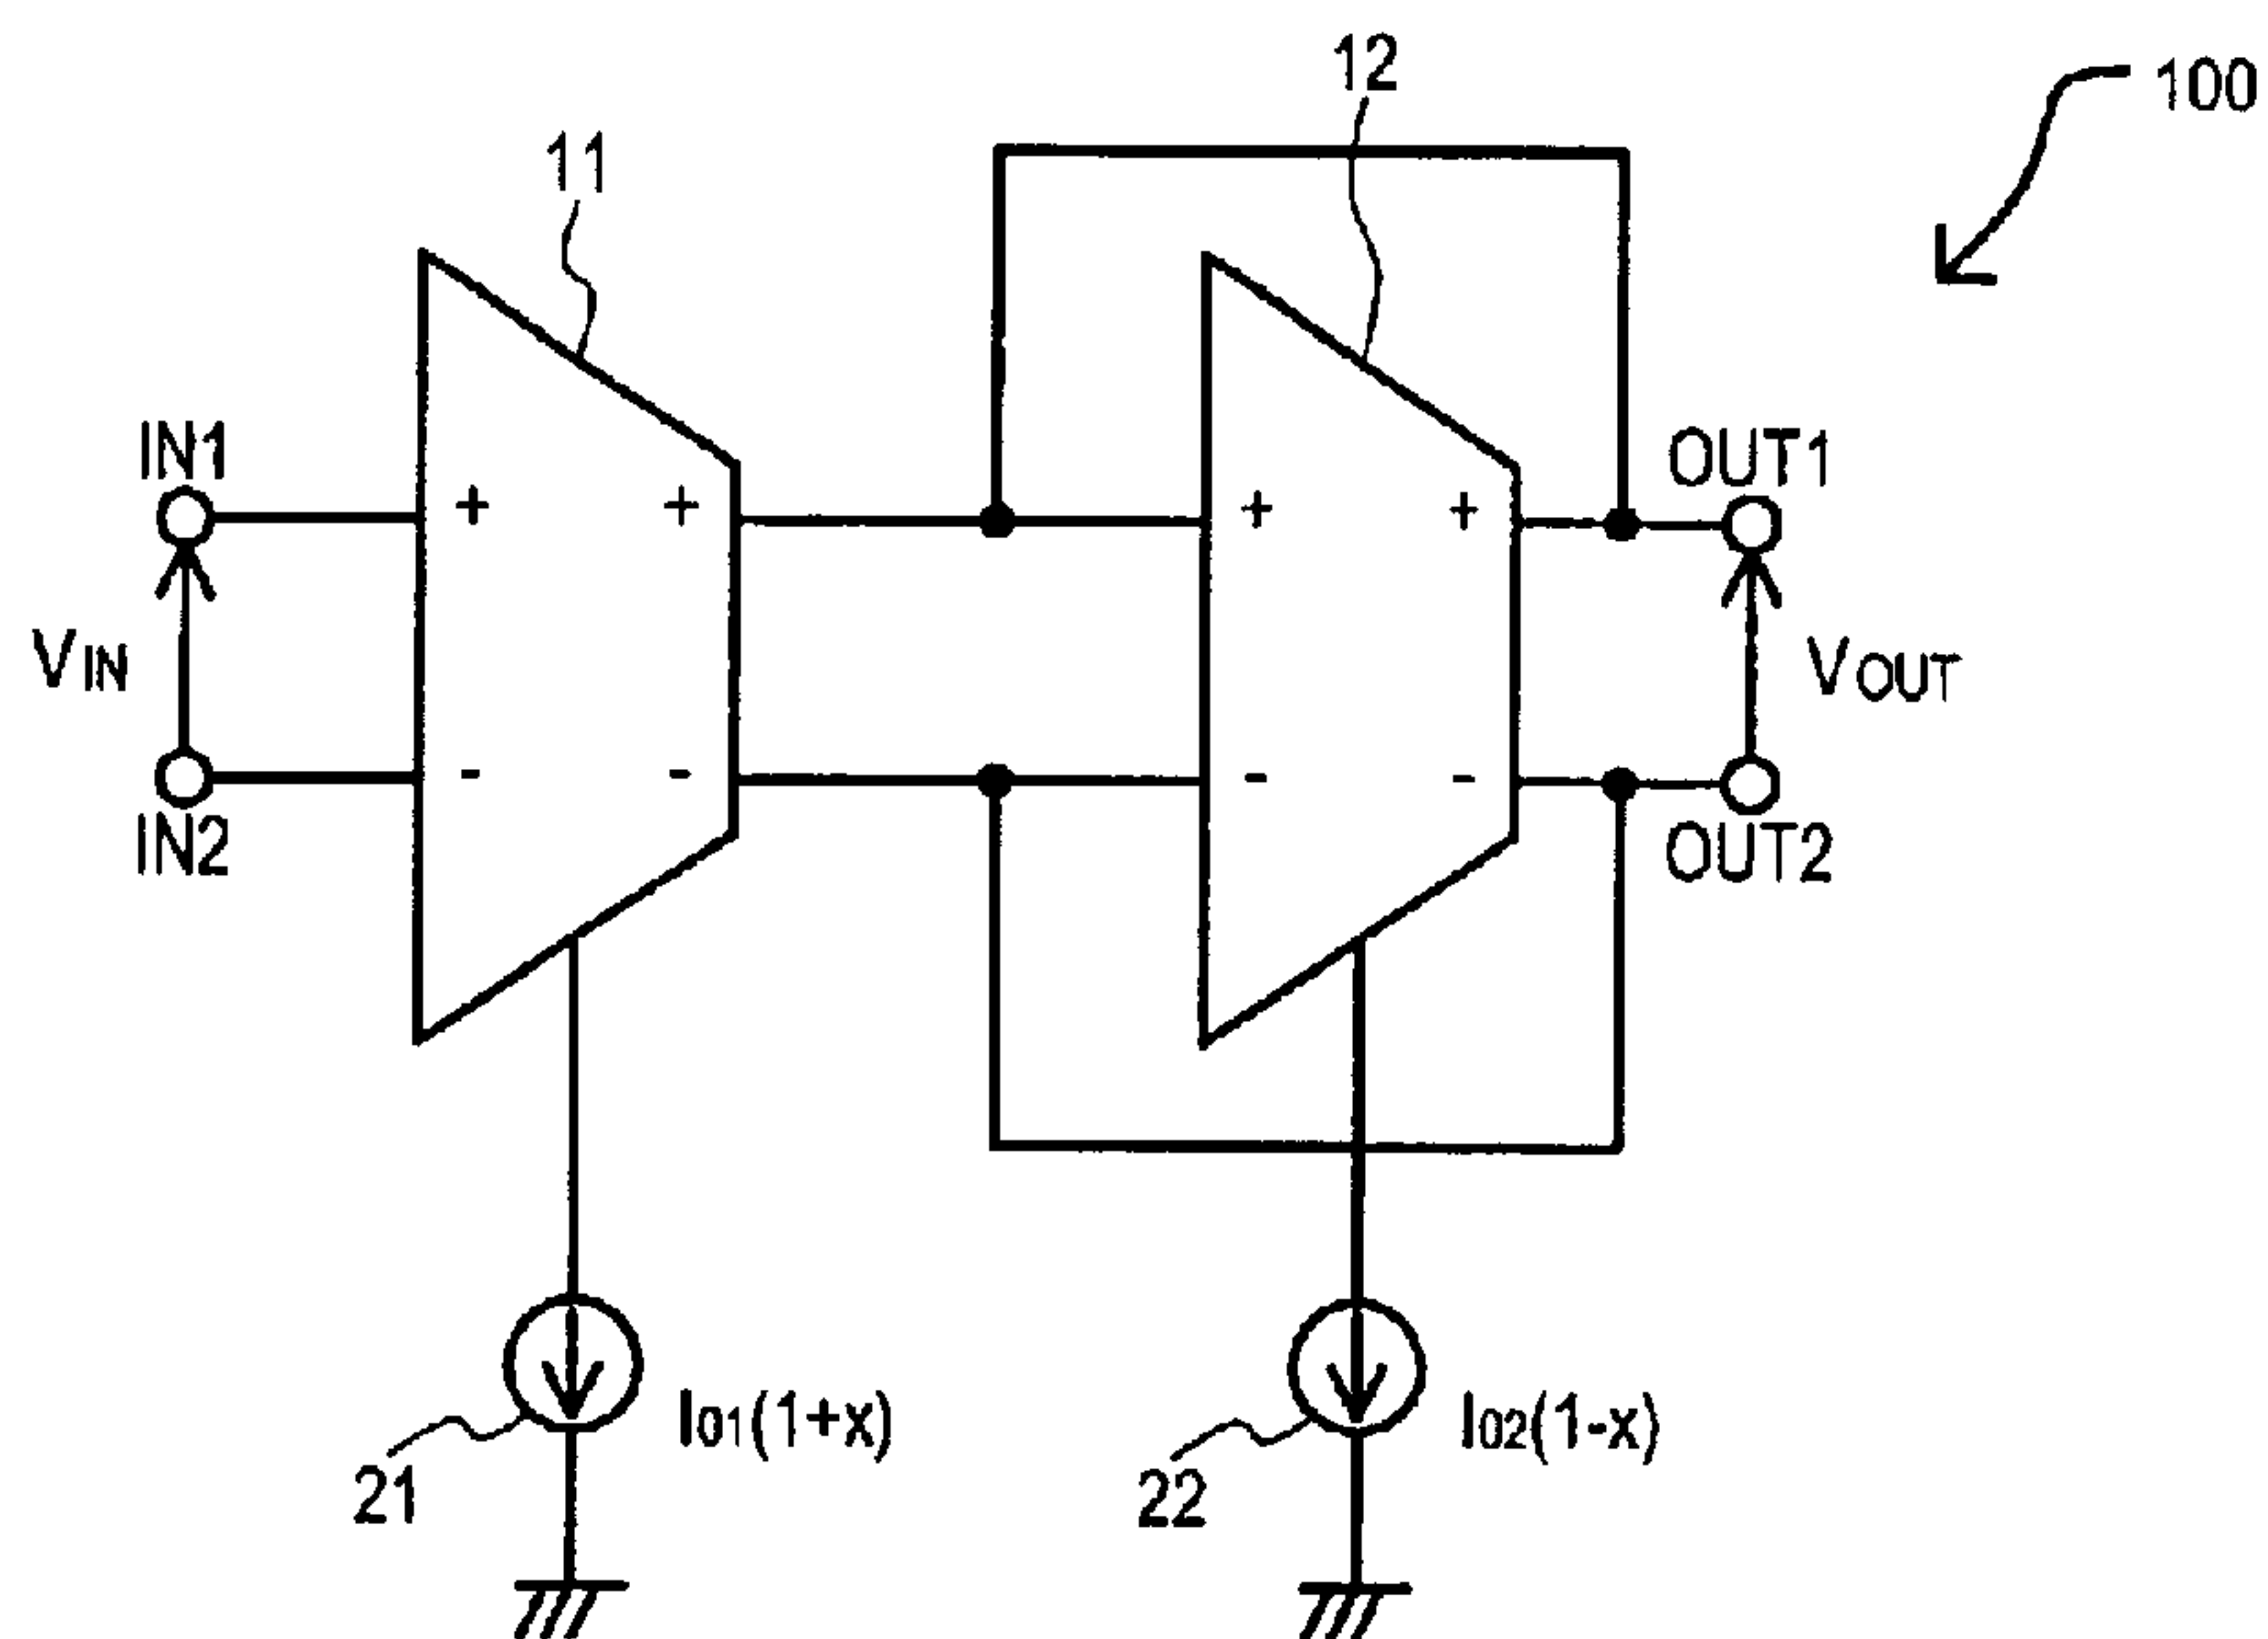 12
100
11
IN1
+
+
+
+
OUT1
VIN
VOUT
-
-
-
-
IN2
OUT2
I01(1+x)
I02(1-x)
21
22